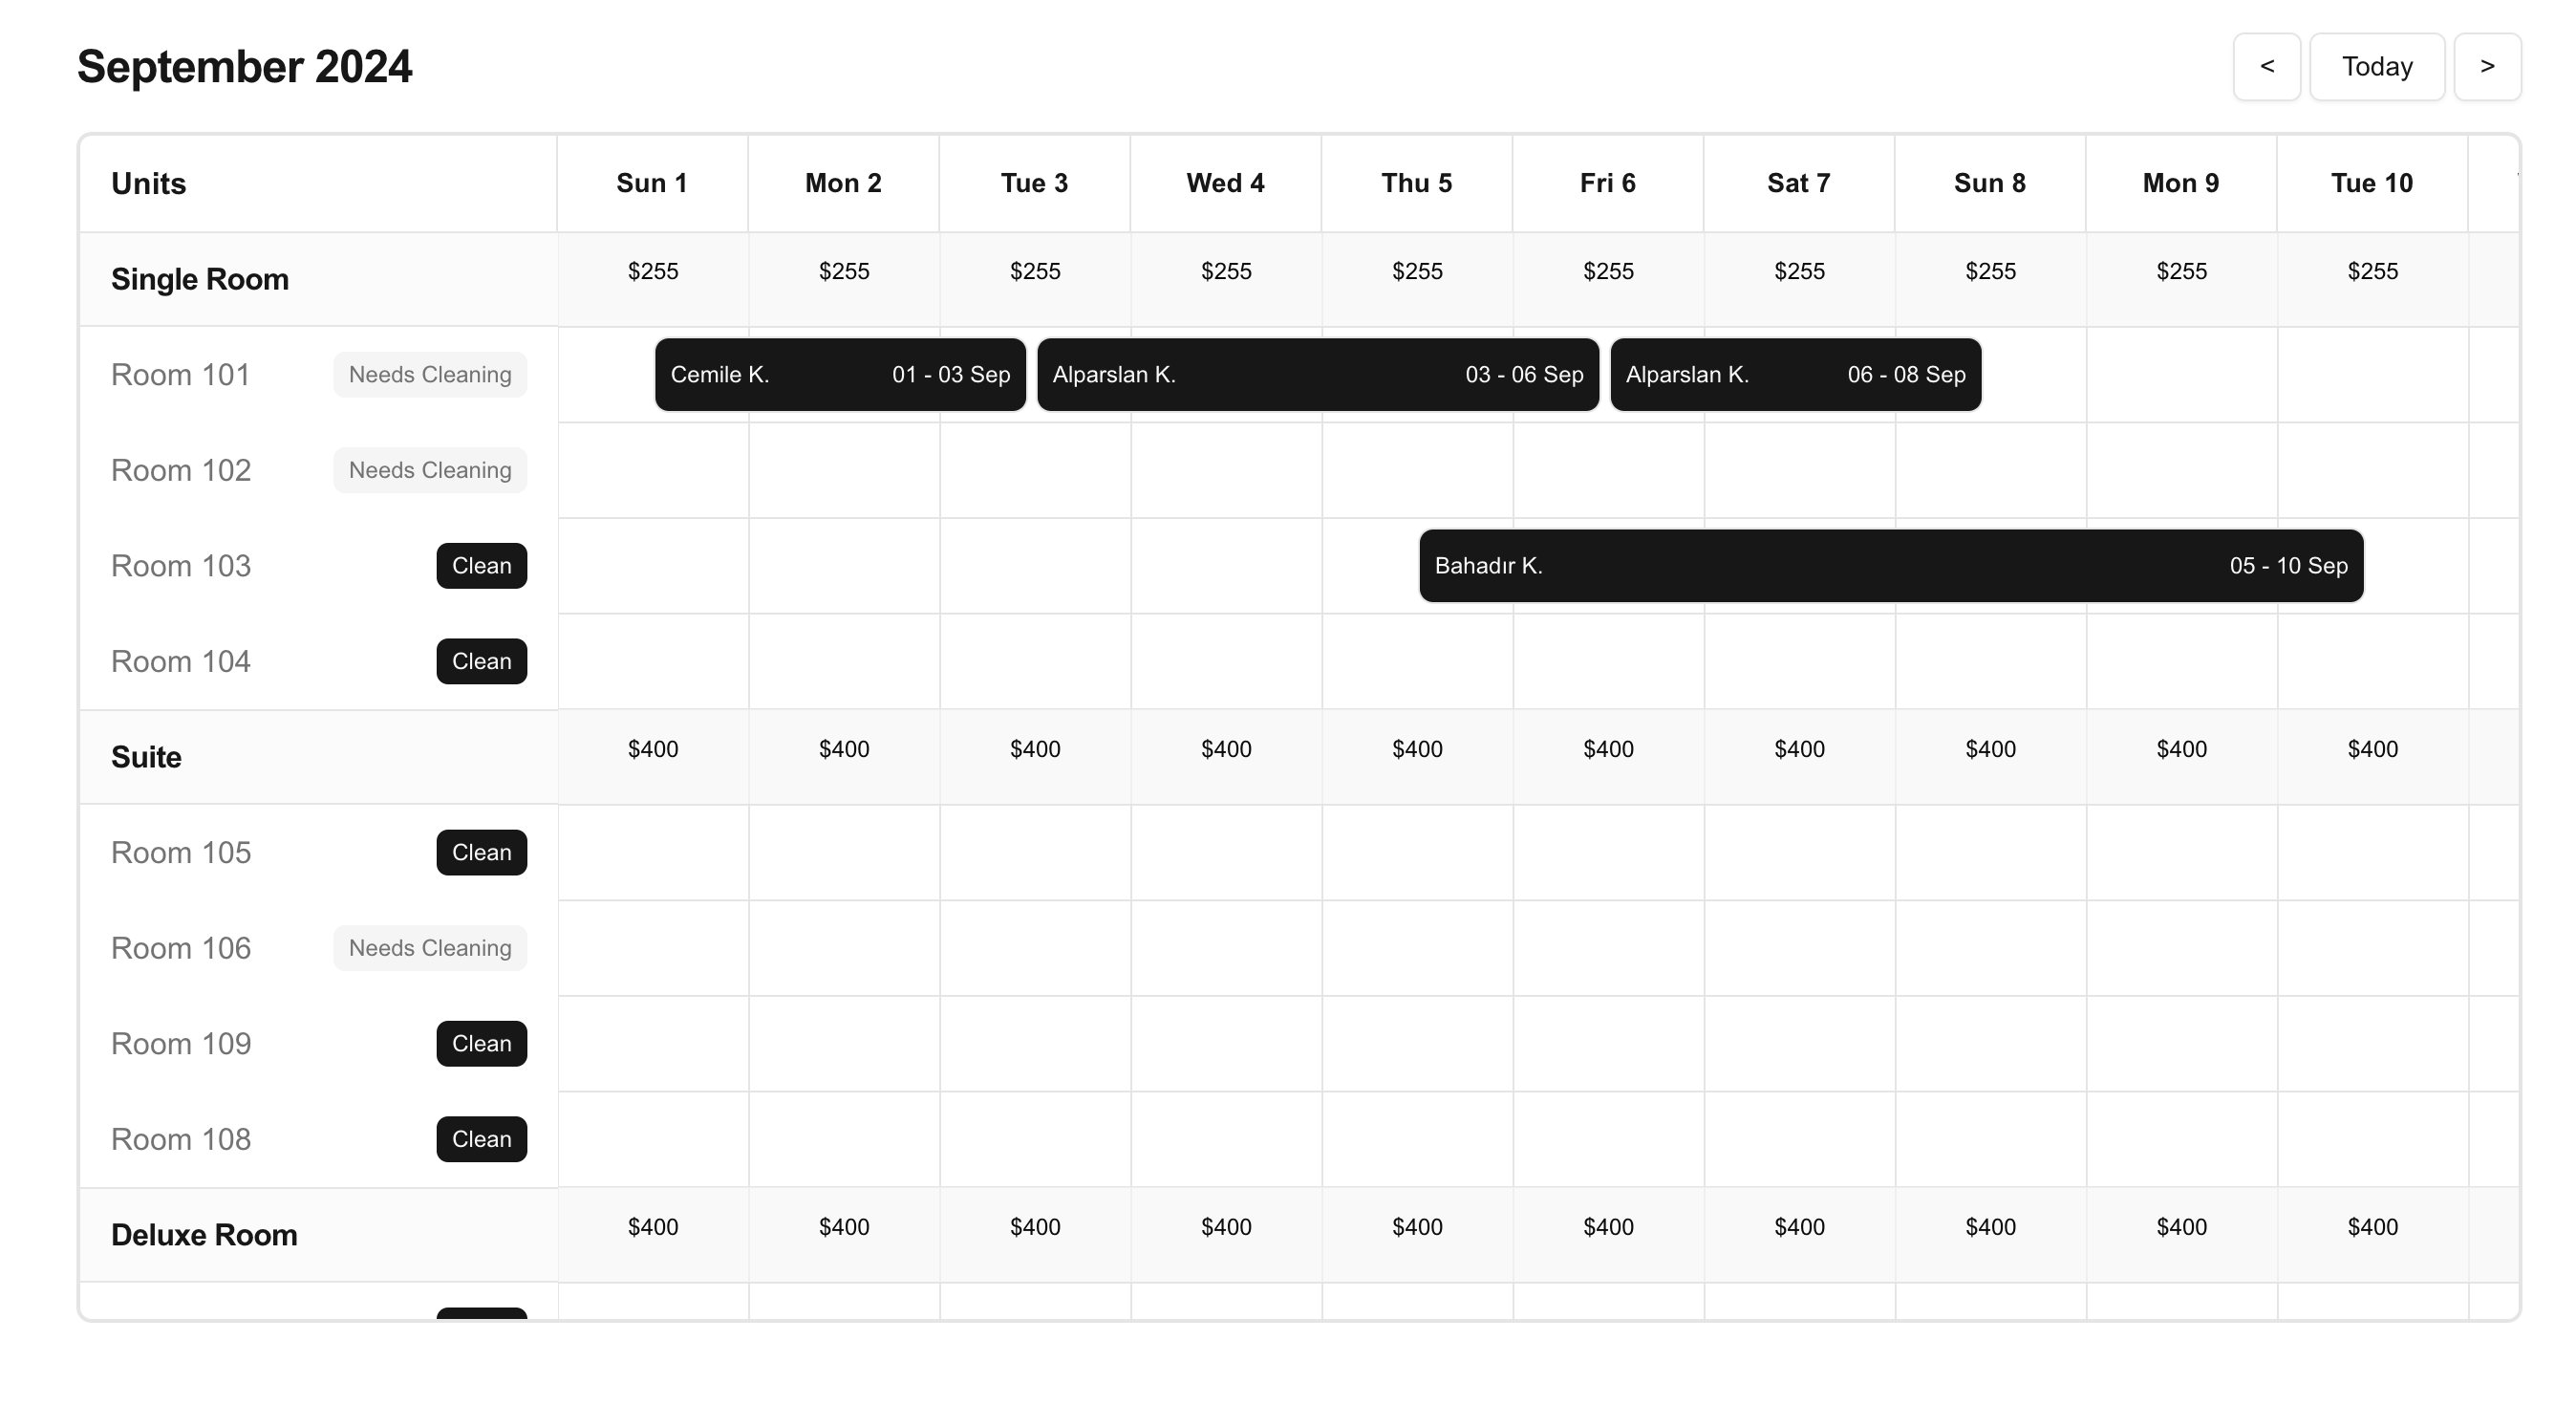 September 2024 < Today >
Units Sun 1 Mon 2 Tue 3 Wed 4 Thu 5 Fri 6 Sat 7 Sun 8 Mon 9 Tue 10
Single Room $255 $255 $255 $255 $255 $255 $255 $255 $255 $255
Room 101 Needs Cleaning Cemile K. 01 - 03 Sep Alparslan K. 03 - 06 Sep Alparslan K. 06 - 08 Sep
Room 102 Needs Cleaning
Room 103 Clean Bahadır K. 05 - 10 Sep
Room 104 Clean
Suite $400 $400 $400 $400 $400 $400 $400 $400 $400 $400
Room 105 Clean
Room 106 Needs Cleaning
Room 109 Clean
Room 108 Clean
Deluxe Room $400 $400 $400 $400 $400 $400 $400 $400 $400 $400